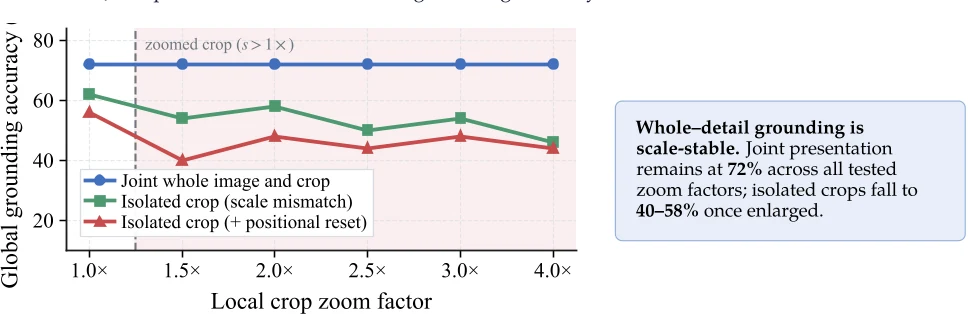 Global grounding accuracy (
80
60
40
20
zoomed crop (s > 1×)
Joint whole image and crop
Isolated crop (scale mismatch)
Isolated crop (+ positional reset)
1.0× 1.5× 2.0× 2.5× 3.0× 4.0×
Local crop zoom factor
Whole–detail grounding is
scale-stable. Joint presentation
remains at 72% across all tested
zoom factors; isolated crops fall to
40–58% once enlarged.